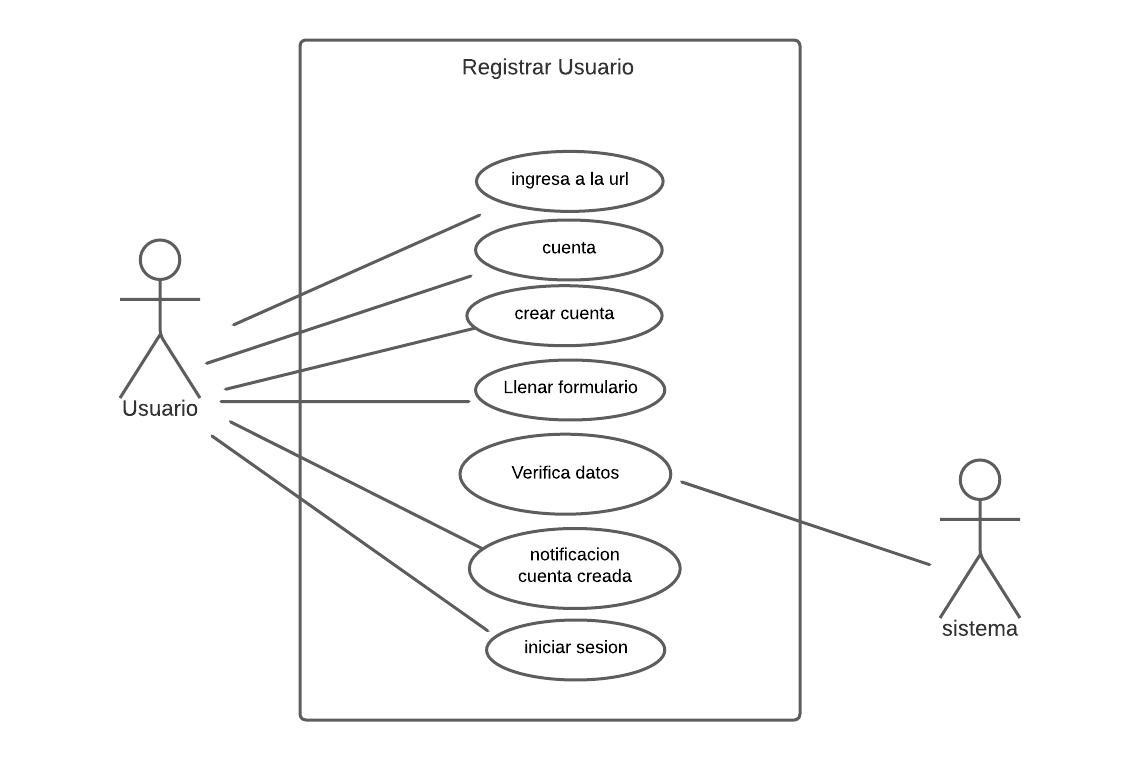 Registrar Usuario
ingresa a la url
cuenta
crear cuenta
Llenar formulario
Usuario
Verifica datos
notificacion
cuenta creada
sistema
iniciar sesion